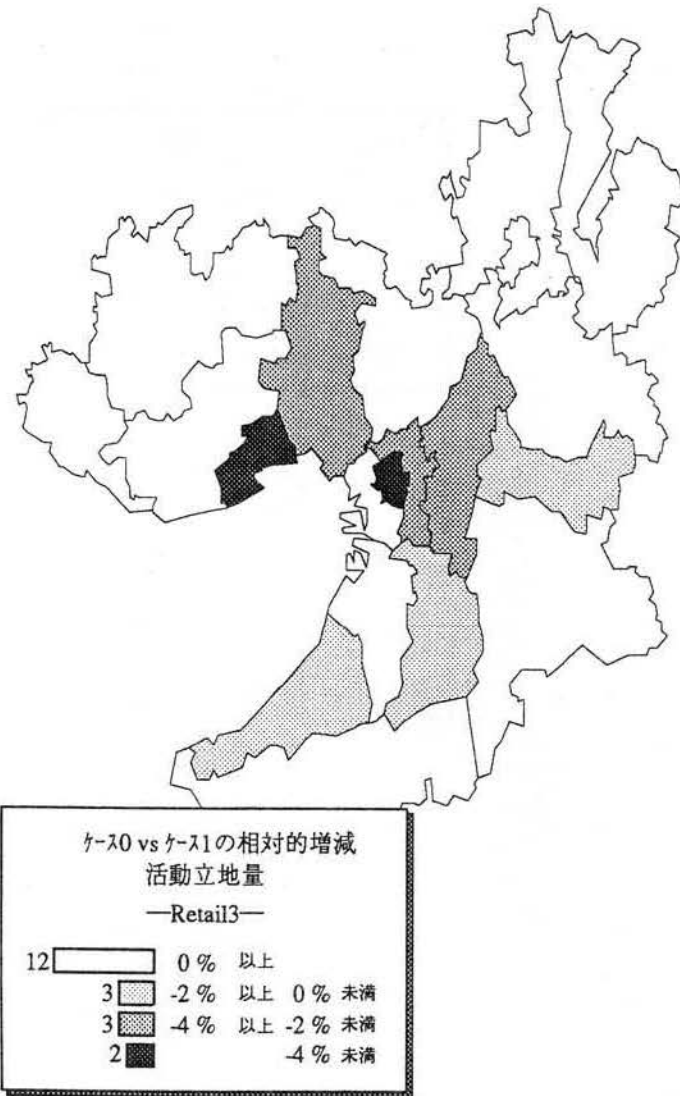 ｹｰｽ0 vs ｹｰｽ1の相対的増減
活動立地量
—Retail3—
12 0 % 以上
3 -2 % 以上 0 % 未満
3 -4 % 以上 -2 % 未満
2 -4 % 未満